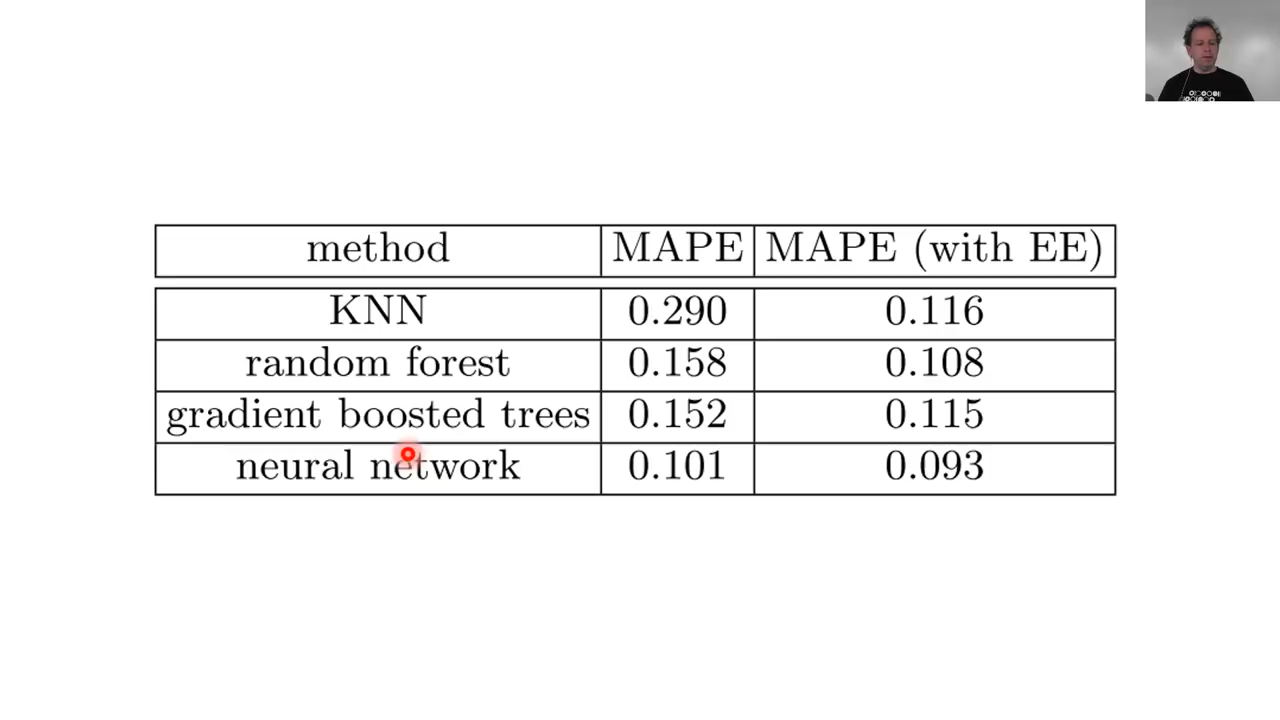 method MAPE MAPE (with EE)
KNN 0.290 0.116
random forest 0.158 0.108
gradient boosted trees 0.152 0.115
neural network 0.101 0.093